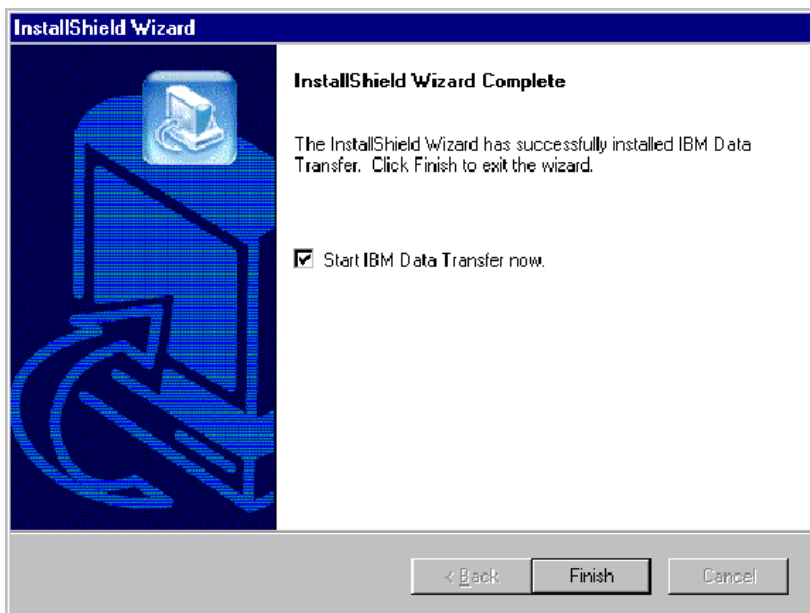 InstallShield Wizard
InstallShield Wizard Complete
The InstallShield Wizard has successfully installed IBM Data
Transfer. Click Finish to exit the wizard.
Start IBM Data Transfer now.
< Back
Finish
Cancel